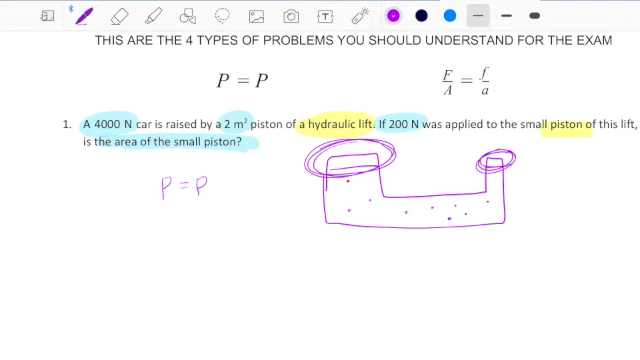 THIS ARE THE 4 TYPES OF PROBLEMS YOU SHOULD UNDERSTAND FOR THE EXAM
P = P
F/A = f/a
1. A 4000 N car is raised by a 2 m² piston of a hydraulic lift. If 200 N was applied to the small piston of this lift,
is the area of the small piston?
P = P